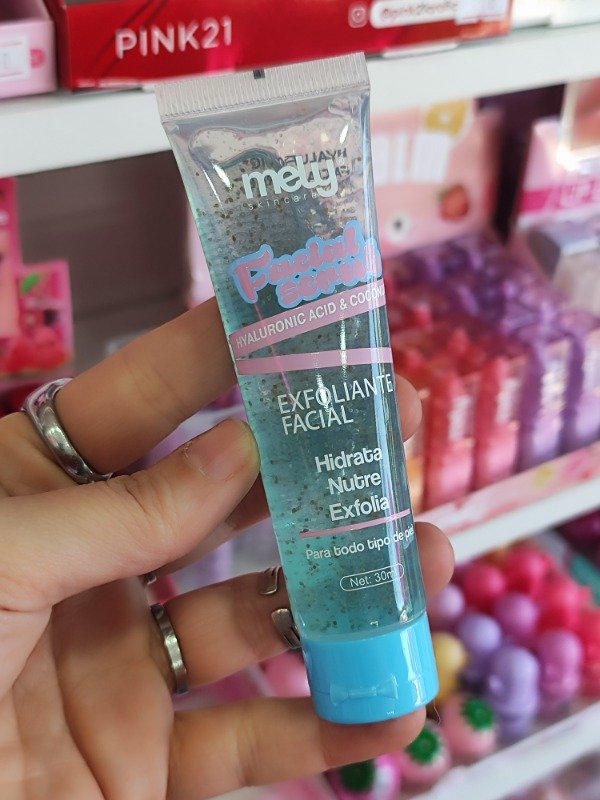 PINK21
mely
skincare
Facial
scrub
HYALURONIC ACID & COCONUT
EXFOLIANTE
FACIAL
Hidrata
Nutre
Exfolia
Para todo tipo de piel
Net: 30ml